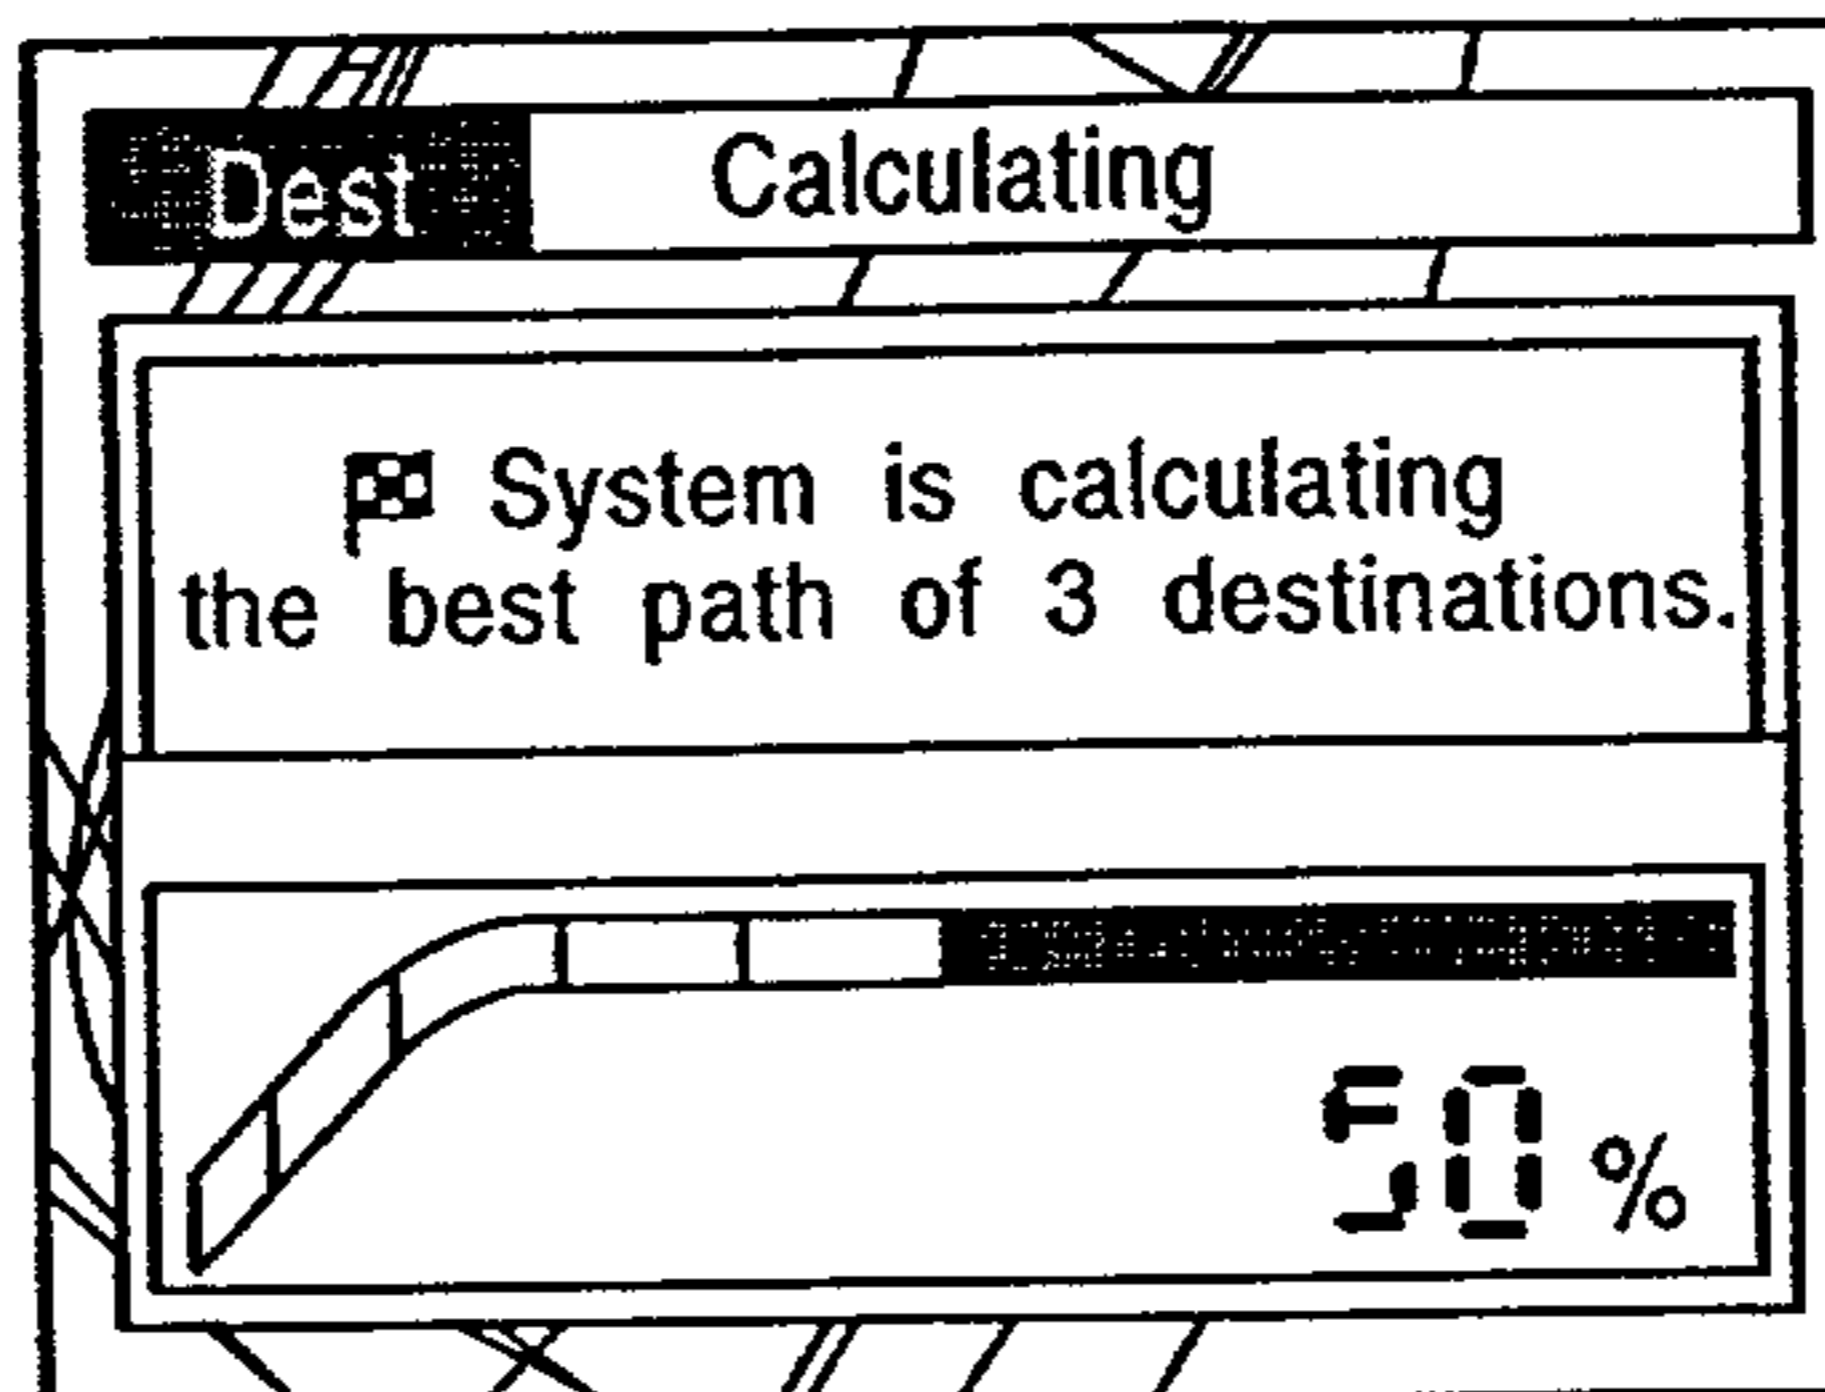 Dest Calculating
System is calculating
the best path of 3 destinations.
50 %